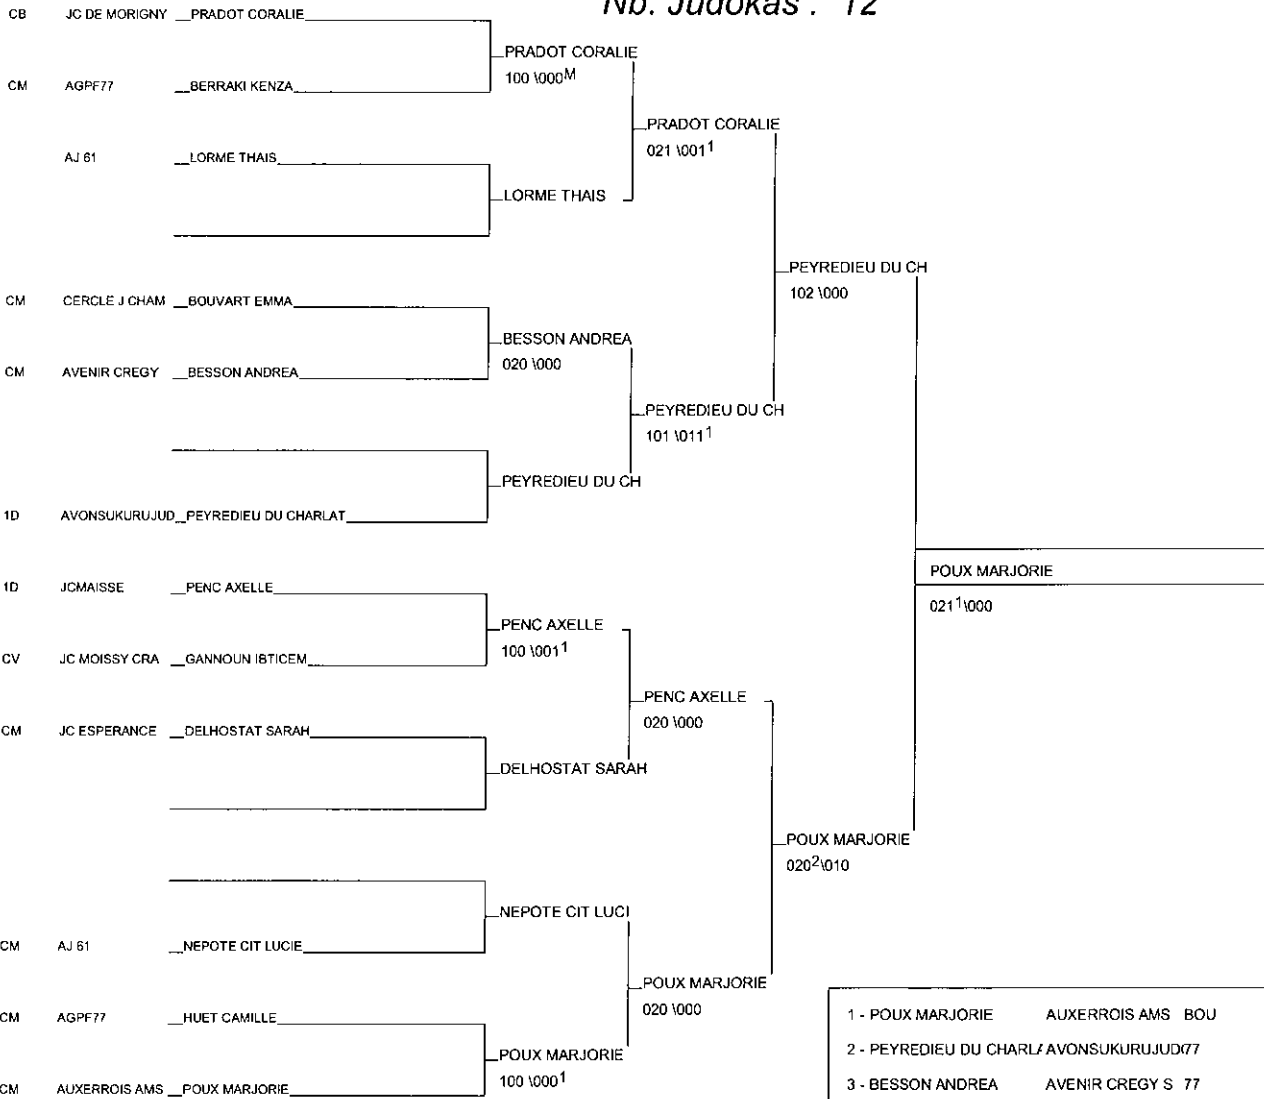 Nb. Judokas : 12
CB JC DE MORIGNY PRADOT CORALIE
PRADOT CORALIE
100 \000M
CM AGPF77 BERRAKI KENZA
PRADOT CORALIE
021 \0011
AJ 61 LORME THAIS
LORME THAIS
PEYREDIEU DU CH
102 \000
CM CERCLE J CHAM BOUVART EMMA
BESSON ANDREA
020 \000
CM AVENIR CREGY BESSON ANDREA
PEYREDIEU DU CH
101 \0111
PEYREDIEU DU CH
1D AVONSUKURUJUD PEYREDIEU DU CHARLAT
POUX MARJORIE
0211\000
1D JCMAISSE PENC AXELLE
PENC AXELLE
100 \0011
CV JC MOISSY CRA GANNOUN IBTICEM
PENC AXELLE
020 \000
CM JC ESPERANCE DELHOSTAT SARAH
DELHOSTAT SARAH
POUX MARJORIE
0202\010
NEPOTE CIT LUCI
CM AJ 61 NEPOTE CIT LUCIE
POUX MARJORIE
020 \000
CM AGPF77 HUET CAMILLE
POUX MARJORIE
100 \0001
CM AUXERROIS AMS POUX MARJORIE
1 - POUX MARJORIE AUXERROIS AMS BOU
2 - PEYREDIEU DU CHARL AVONSUKURUJUD 77
3 - BESSON ANDREA AVENIR CREGY S 77